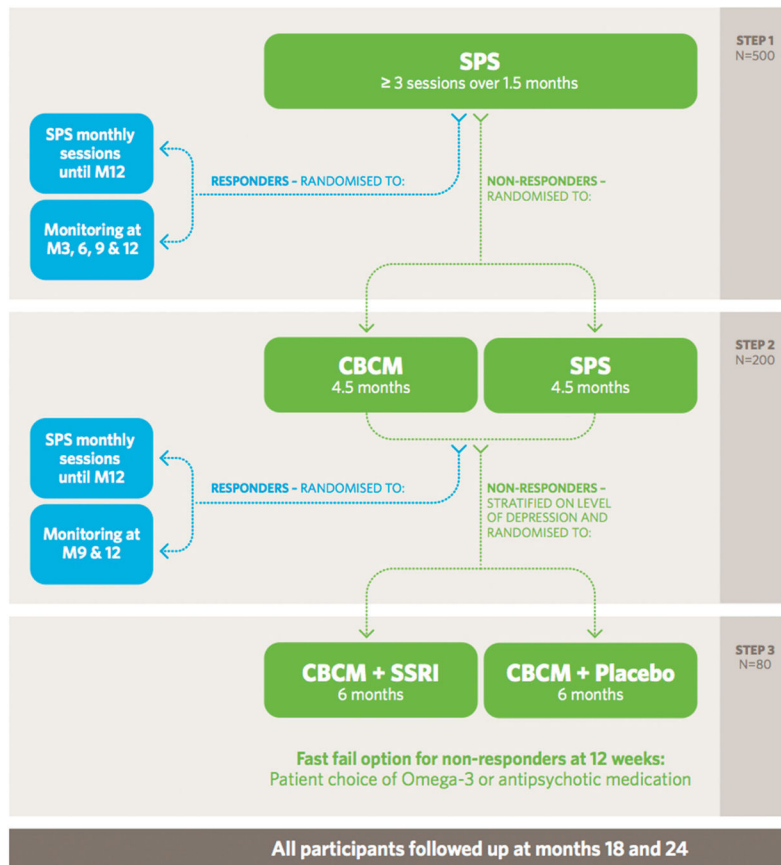 STEP 1
N=500
SPS
≥ 3 sessions over 1.5 months
SPS monthly
sessions
until M12
Monitoring at
M3, 6, 9 & 12
RESPONDERS – RANDOMISED TO:
NON-RESPONDERS –
RANDOMISED TO:
STEP 2
N=200
CBCM
4.5 months
SPS
4.5 months
SPS monthly
sessions
until M12
Monitoring at
M9 & 12
RESPONDERS – RANDOMISED TO:
NON-RESPONDERS –
STRATIFIED ON LEVEL
OF DEPRESSION AND
RANDOMISED TO:
STEP 3
N=80
CBCM + SSRI
6 months
CBCM + Placebo
6 months
Fast fail option for non-responders at 12 weeks:
Patient choice of Omega-3 or antipsychotic medication
All participants followed up at months 18 and 24